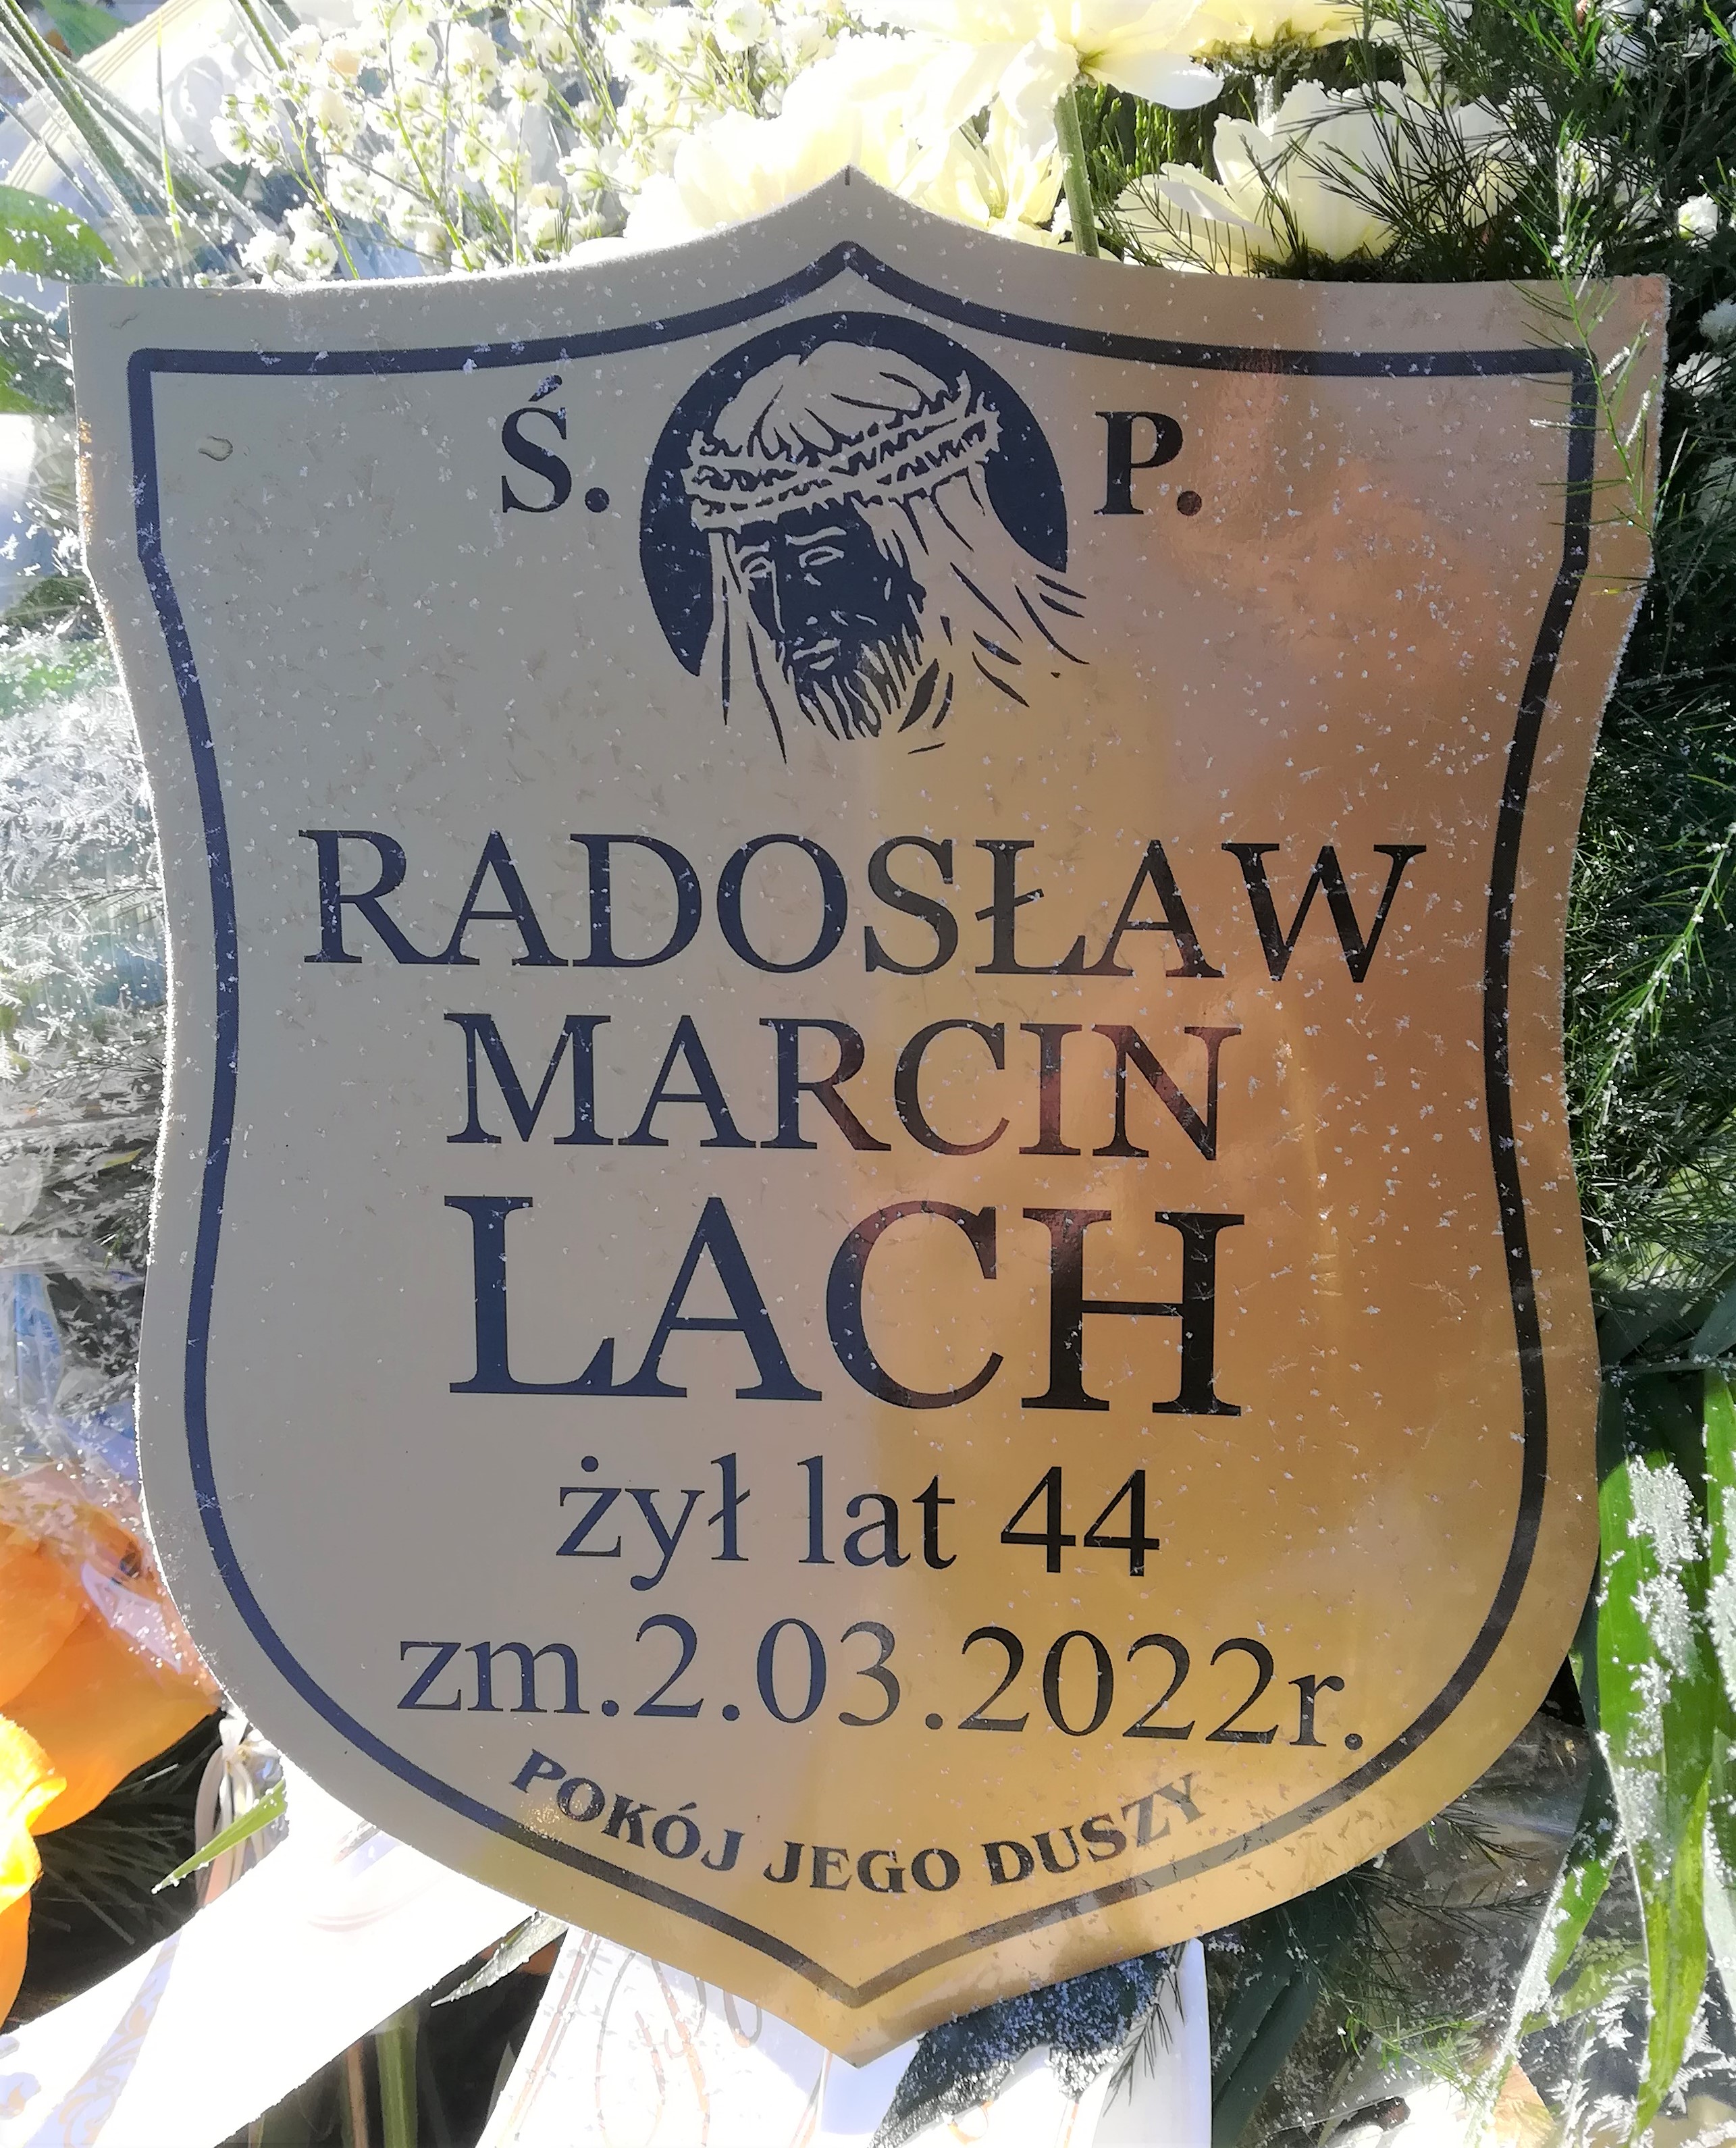 Ś. P.
RADOSŁAW
MARCIN
LACH
żył lat 44
zm.2.03.2022r.
POKÓJ JEGO DUSZY